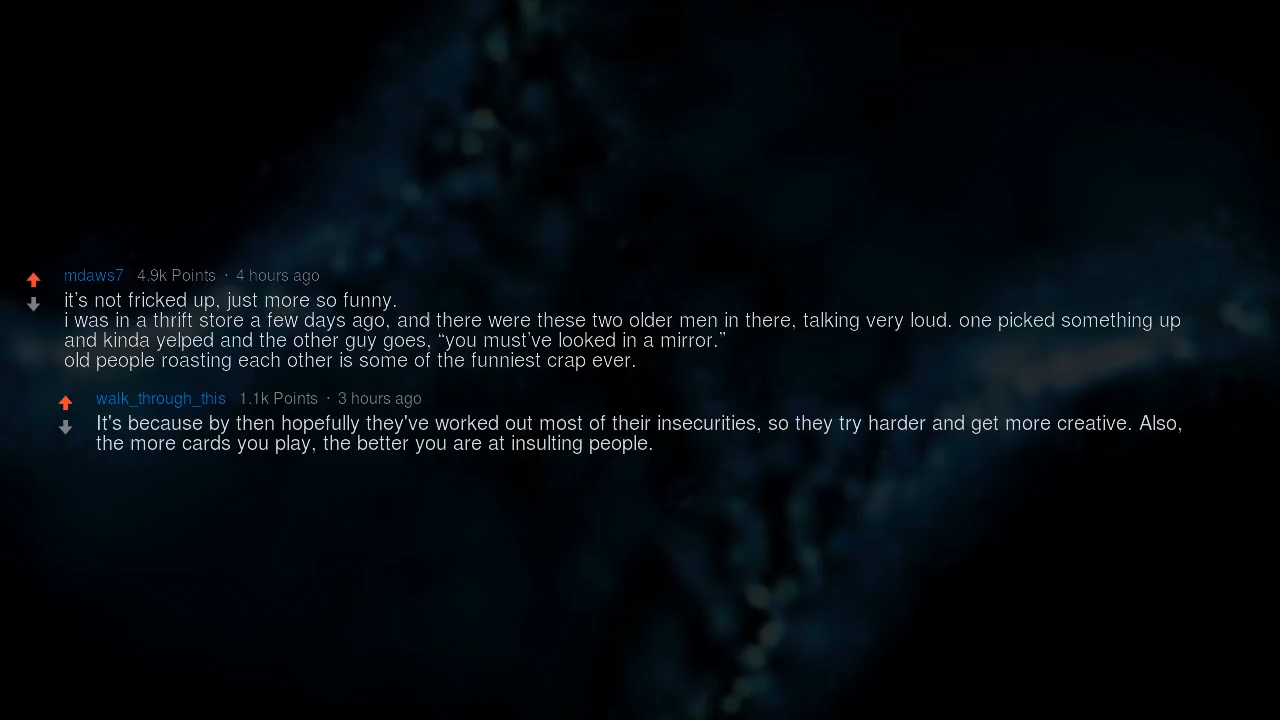 mdaws7 4.9k Points · 4 hours ago
it's not fricked up, just more so funny.
i was in a thrift store a few days ago, and there were these two older men in there, talking very loud. one picked something up
and kinda yelped and the other guy goes, “you must've looked in a mirror.”
old people roasting each other is some of the funniest crap ever.
walk_through_this 1.1k Points · 3 hours ago
It's because by then hopefully they've worked out most of their insecurities, so they try harder and get more creative. Also,
the more cards you play, the better you are at insulting people.